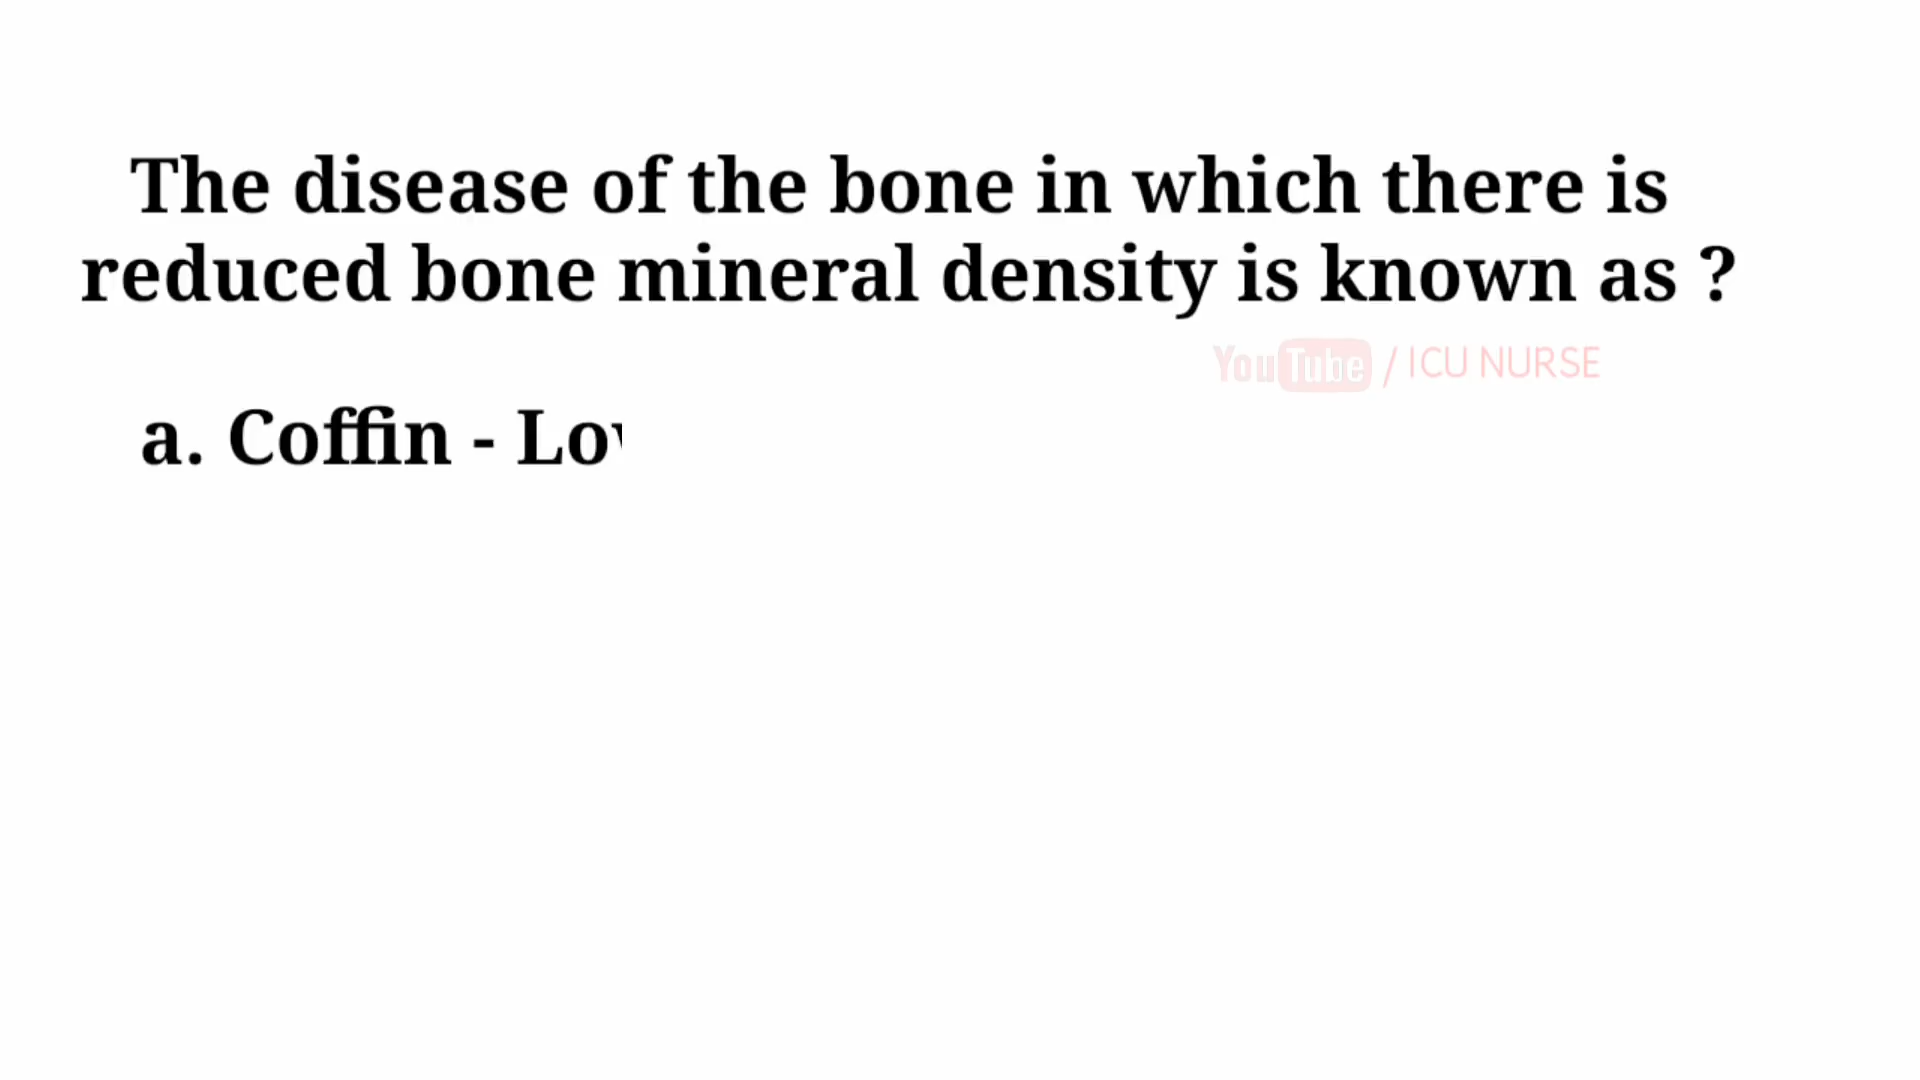 The disease of the bone in which there is
reduced bone mineral density is known as ?
YouTube / ICU NURSE
a. Coffin -